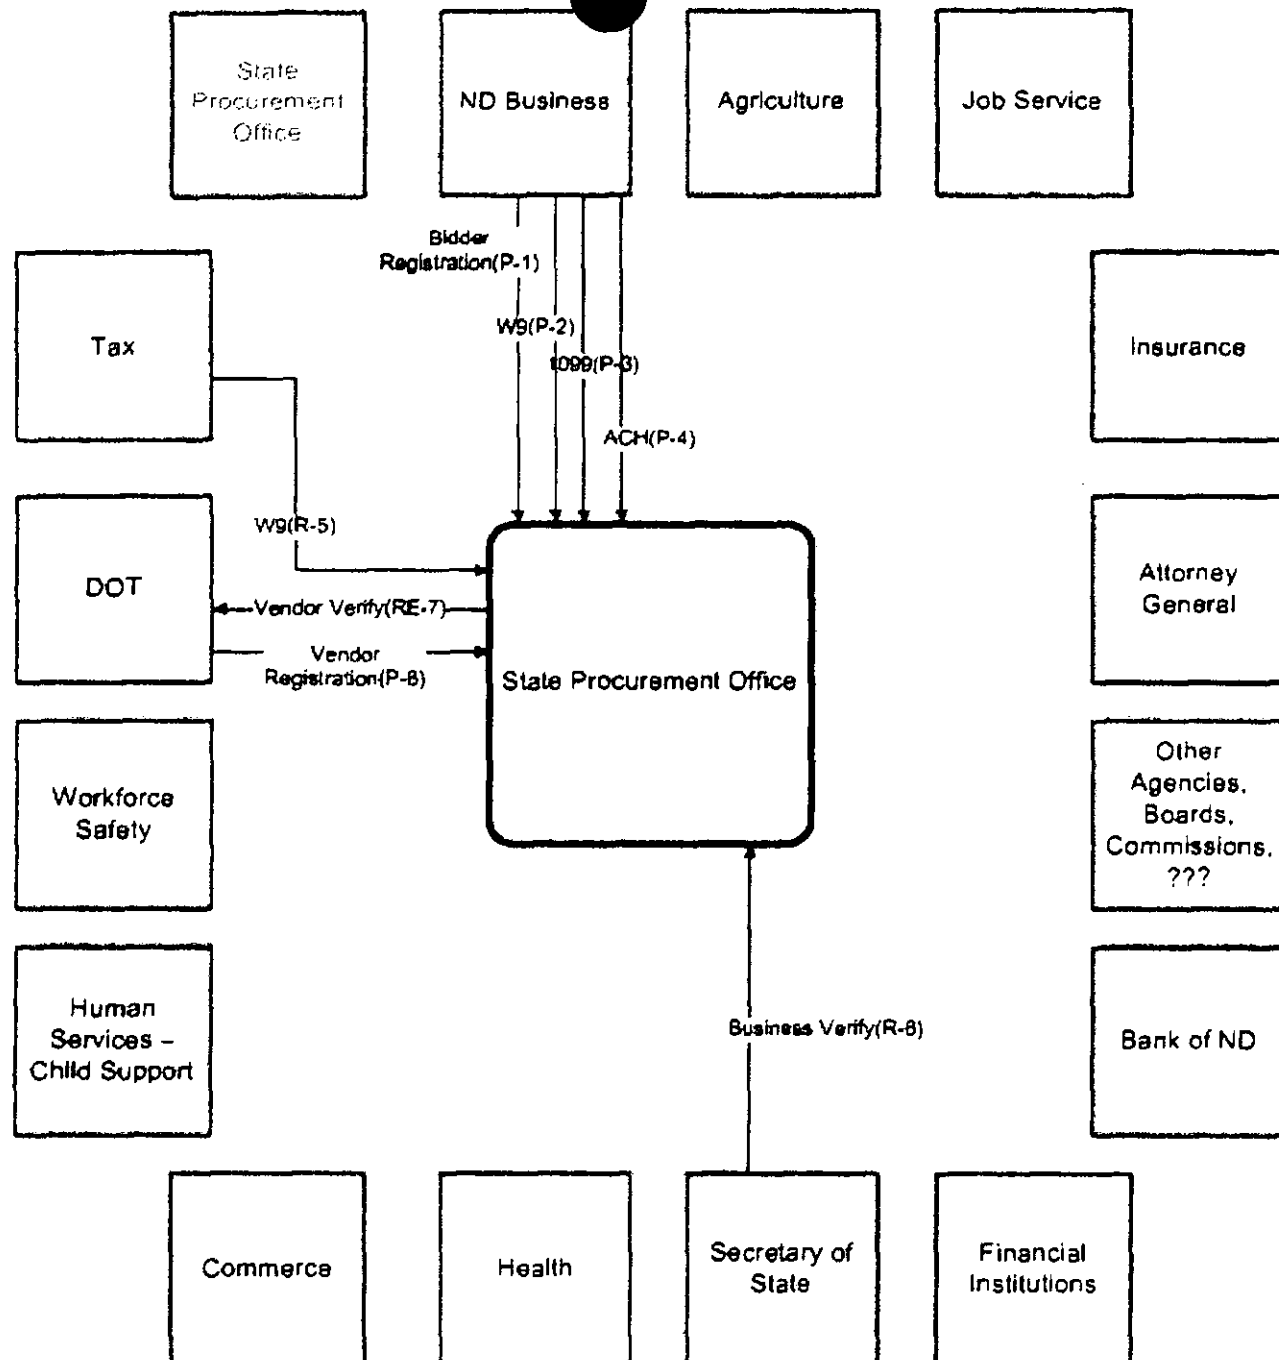 State
Procurement
Office
ND Business
Agriculture
Job Service
Bidder
Registration(P-1)
W9(P-2)
1099(P-3)
ACH(P-4)
Tax
Insurance
W9(R-5)
DOT
Vendor Verify(RE-7)
Vendor
Registration(P-8)
State Procurement Office
Attorney
General
Workforce
Safety
Other
Agencies,
Boards,
Commissions,
???
Human
Services –
Child Support
Business Verify(R-6)
Bank of ND
Commerce
Health
Secretary of
State
Financial
Institutions